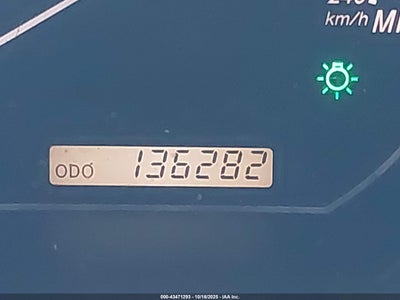 km/h
ODO 136282
000-43471293 - 10/18/2025 - IAA Inc.